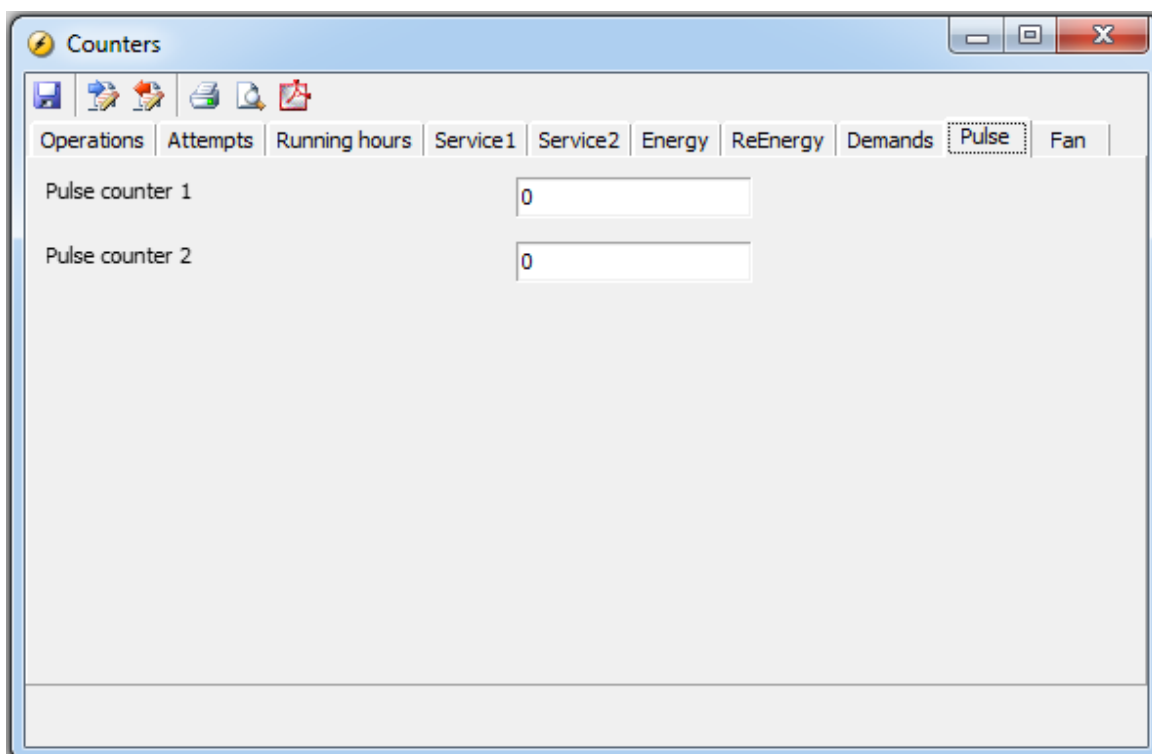 Counters
Operations Attempts Running hours Service1 Service2 Energy ReEnergy Demands Pulse Fan
Pulse counter 1 0
Pulse counter 2 0